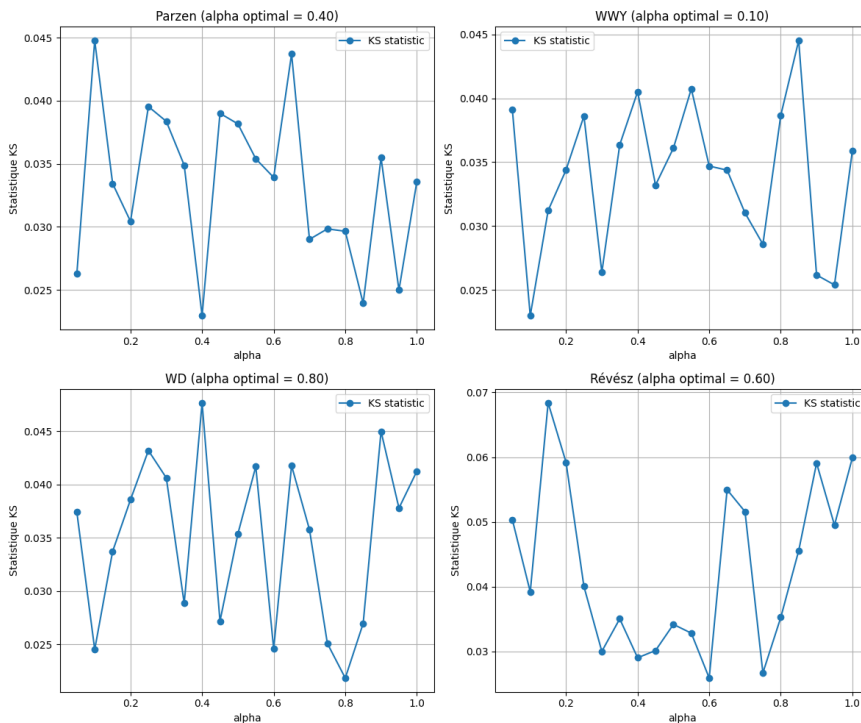 Parzen (alpha optimal = 0.40)
KS statistic
Statistique KS
0.045
0.040
0.035
0.030
0.025
0.2 0.4 0.6 0.8 1.0
alpha
WWY (alpha optimal = 0.10)
KS statistic
Statistique KS
0.045
0.040
0.035
0.030
0.025
0.2 0.4 0.6 0.8 1.0
alpha
WD (alpha optimal = 0.80)
KS statistic
Statistique KS
0.045
0.040
0.035
0.030
0.025
0.2 0.4 0.6 0.8 1.0
alpha
Révész (alpha optimal = 0.60)
KS statistic
Statistique KS
0.07
0.06
0.05
0.04
0.03
0.2 0.4 0.6 0.8 1.0
alpha